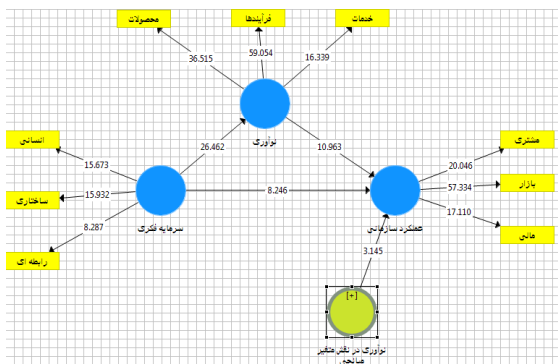 محصولات
فرآیندها
خدمات
36.515
59.054
16.339
نوآوری
انسانی
15.673
26.462
10.963
مشتری
20.046
ساختاری
15.932
8.246
57.334
بازار
سرمایه فکری
عملکرد سازمانی
8.287
17.110
مالی
رابطه ای
3.145
[+]
نوآوری در نقش متغیر
میانجی